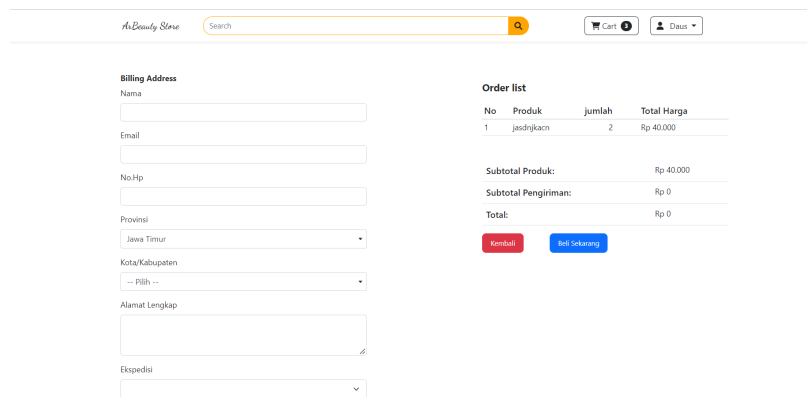 ArBeauty Store
Search
Cart 3
Daus
Billing Address
Nama
Email
No.Hp
Provinsi
Jawa Timur
Kota/Kabupaten
-- Pilih --
Alamat Lengkap
Ekspedisi
Order list
No Produk jumlah Total Harga
1 jasdnjkacn 2 Rp 40.000
Subtotal Produk: Rp 40.000
Subtotal Pengiriman: Rp 0
Total: Rp 0
Kembali
Beli Sekarang